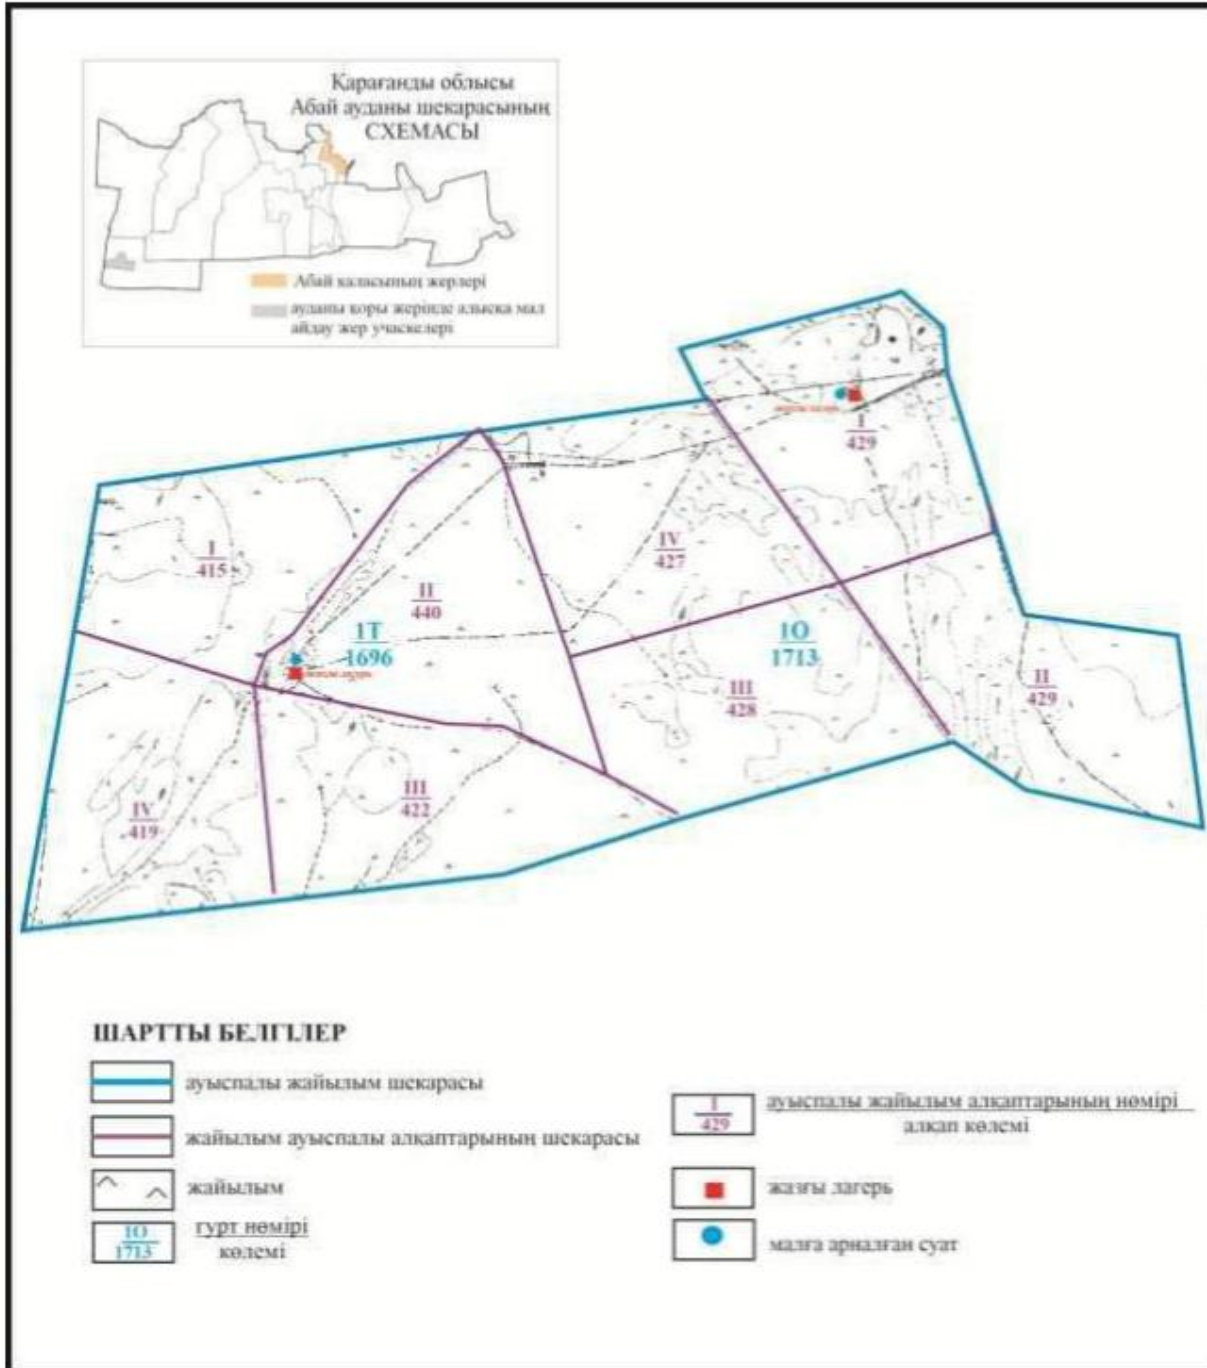 Қарағанды облысы
Абай ауданы шекарасының
СХЕМАСЫ
Абай қаласының жерлері
ауданы қоры жерінде алысқа мал
айдау жер учаскелері
I
429
I
415
IV
427
II
440
1Т
1696
1О
1713
II
429
III
428
III
422
IV
419
ШАРТТЫ БЕЛГІЛЕР
ауыспалы жайылым шекарасы
жайылым ауыспалы алқаптарының шекарасы
жайылым
1О
1713
гурт нөмірі
көлемі
I
429
ауыспалы жайылым алқаптарының нөмірі
алқап көлемі
жазғы лагерь
малға арналған суат